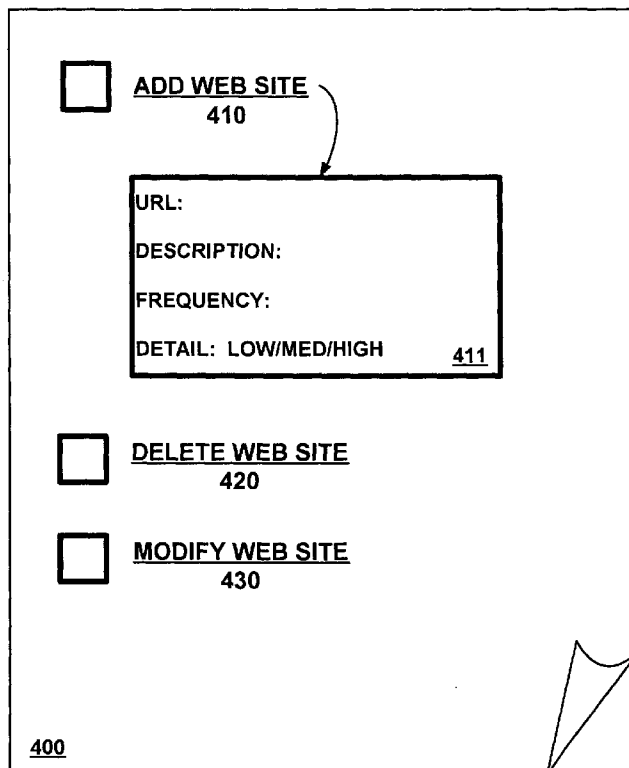 ADD WEB SITE
410
URL:
DESCRIPTION:
FREQUENCY:
DETAIL: LOW/MED/HIGH 411
DELETE WEB SITE
420
MODIFY WEB SITE
430
400